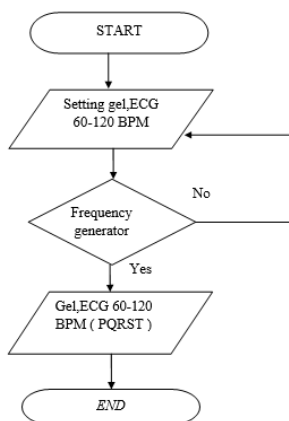 START
Setting gel,ECG
60-120 BPM
No
Frequency
generator
Yes
Gel,ECG 60-120
BPM ( PQRST )
END